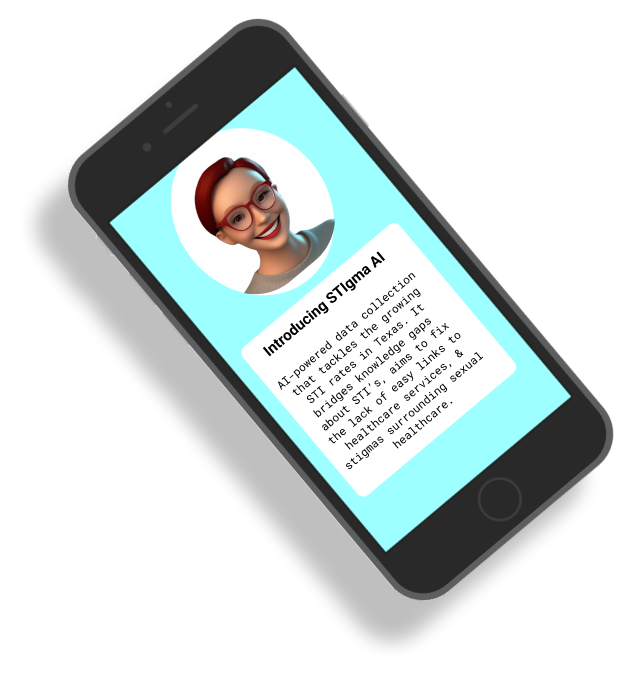 Introducing STIgma AI
AI-powered data collection
that tackles the growing
STI rates in Texas. It
bridges knowledge gaps
about STI's, aims to fix
the lack of easy links to
healthcare services, &
stigmas surrounding sexual
healthcare.